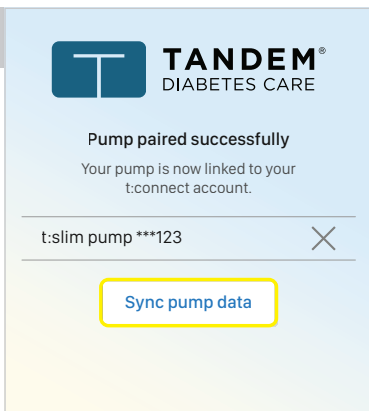 TANDEM®
DIABETES CARE
Pump paired successfully
Your pump is now linked to your
t:connect account.
t:slim pump ***123
Sync pump data